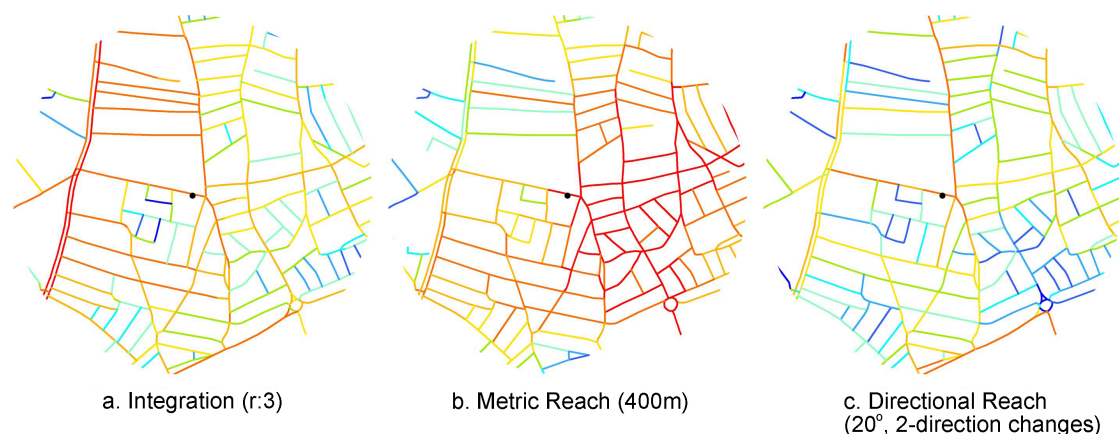 a. Integration (r:3)
b. Metric Reach (400m)
c. Directional Reach
(20°, 2-direction changes)